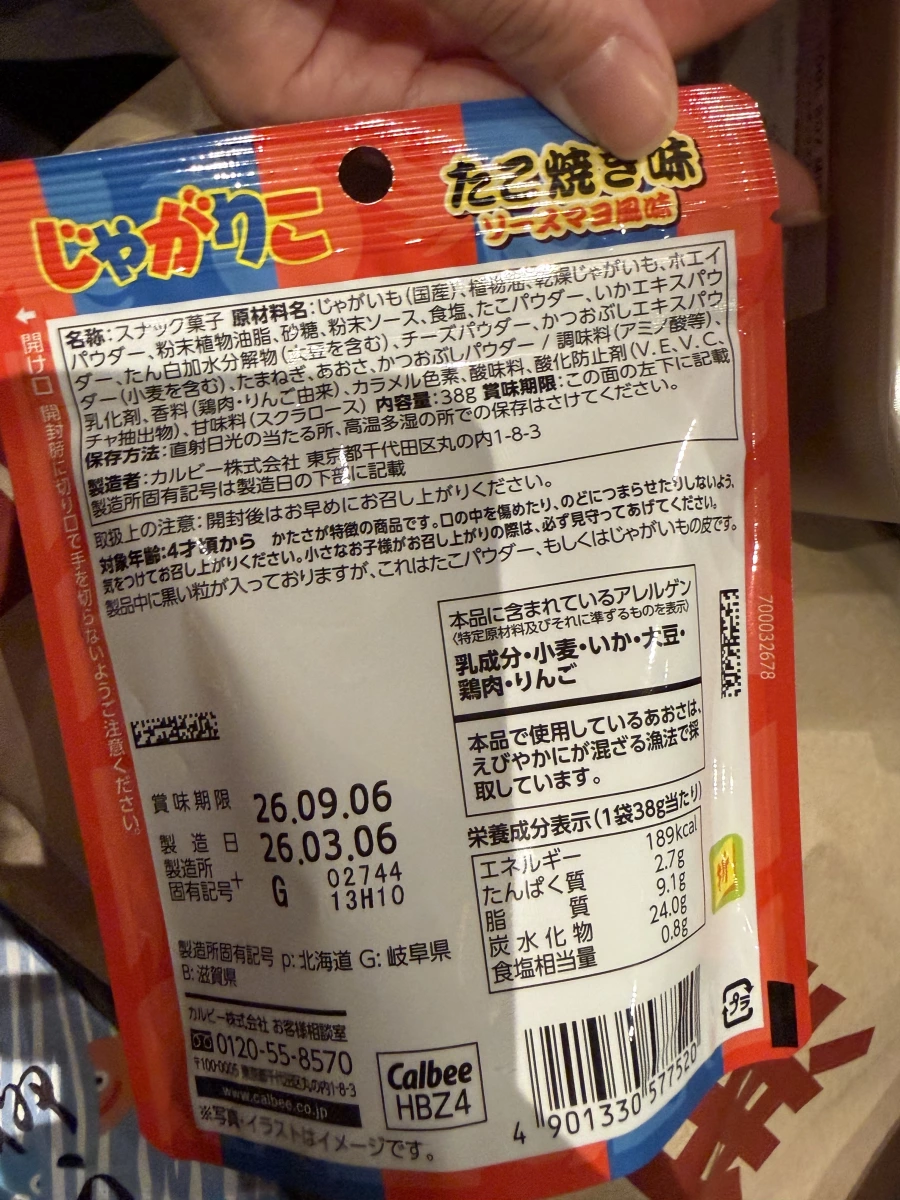 じゃがりこ
たこ焼き味
ソースマヨ風味
←開け口 開封時に切り口で手を切らないようご注意ください。
名称:スナック菓子 原材料名:じゃがいも(国産)、植物油、乾燥じゃがいも、ホエイ
パウダー、粉末植物油脂、砂糖、粉末ソース、食塩、たこパウダー、いかエキスパウ
ダー、たん白加水分解物(大豆を含む)、チーズパウダー、かつおぶしエキスパウ
ダー(小麦を含む)、たまねぎ、あおさ、かつおぶしパウダー / 調味料(アミノ酸等)、
乳化剤、香料(鶏肉・りんご由来)、カラメル色素、酸味料、酸化防止剤(V.E、V.C、
チャ抽出物)、甘味料(スクラロース) 内容量:38g 賞味期限:この面の左下に記載
保存方法:直射日光の当たる所、高温多湿の所での保存はさけてください。
製造者:カルビー株式会社 東京都千代田区丸の内1-8-3
製造所固有記号は製造日の下部に記載
取扱上の注意:開封後はお早めにお召し上がりください。
対象年齢:4才頃から かたさが特徴の商品です。口の中を傷めたり、のどにつまらせたりしないよう、
気をつけてお召し上がりください。小さなお子様がお召し上がりの際は、必ず見守ってあげてください。
製品中に黒い粒が入っておりますが、これはたこパウダー、もしくはじゃがいもの皮です。
本品に含まれているアレルゲン
〈特定原材料及びそれに準ずるものを表示〉
乳成分・小麦・いか・大豆・
鶏肉・りんご
本品で使用しているあおさは、
えびやかにが混ざる漁法で採
取しています。
700032678
賞味期限 26.09.06
製造日 26.03.06
製造所
固有記号+ G 02744
13H10
製造所固有記号 p:北海道 G:岐阜県
B:滋賀県
栄養成分表示(1袋38g当たり)
エネルギー 189kcal
たんぱく質 2.7g
脂質 9.1g
炭水化物 24.0g
食塩相当量 0.8g
カルビー株式会社 お客様相談室
0120-55-8570
〒100-0005 東京都千代田区丸の内1-8-3
www.calbee.co.jp
※写真・イラストはイメージです。
Calbee
HBZ4
プラ
4 901330 577520